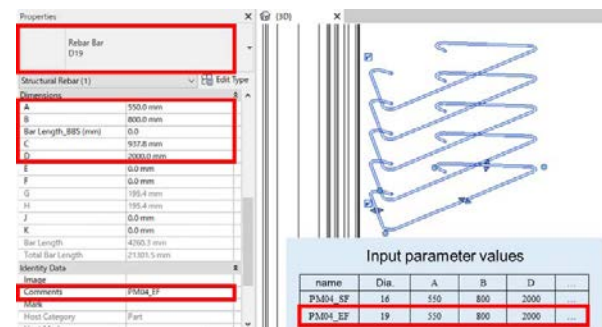 Properties
Rebar Bar
D19
Structural Rebar (1)
Edit Type
Dimensions
A 550.0 mm
B 800.0 mm
Bar Length_BBS (mm) 0.0
C 937.8 mm
D 2000.0 mm
E 0.0 mm
F 0.0 mm
G 195.4 mm
H 195.4 mm
J 0.0 mm
K 0.0 mm
Bar Length 4260.3 mm
Total Bar Length 21301.5 mm
Identity Data
Image
Comments PM04_EF
Mark
Host Category Part
{3D}
Input parameter values
name Dia. A B D ...
PM04_SF 16 550 800 2000 ...
PM04_EF 19 550 800 2000 ...